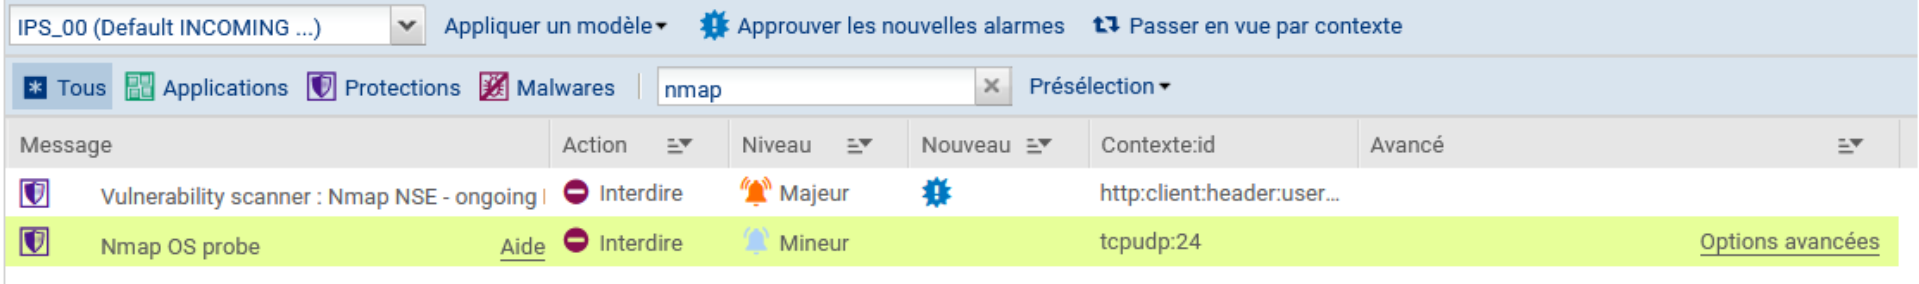 IPS_00 (Default INCOMING ...) Appliquer un modèle Approuver les nouvelles alarmes Passer en vue par contexte
Tous Applications Protections Malwares nmap Présélection
Message Action Niveau Nouveau Contexte:id Avancé
Vulnerability scanner : Nmap NSE - ongoing Interdire Majeur http:client:header:user...
Nmap OS probe Aide Interdire Mineur tcpudp:24 Options avancées